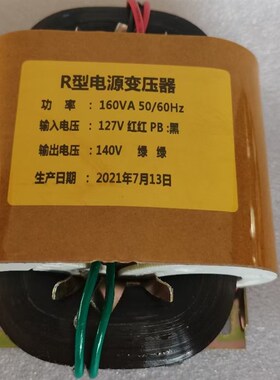 R型电源变压器
功 率 : 160VA 50/60Hz
输入电压 : 127V 红红 PB :黑
输出电压 : 140V 绿 绿
生产日期 : 2021年7月13日